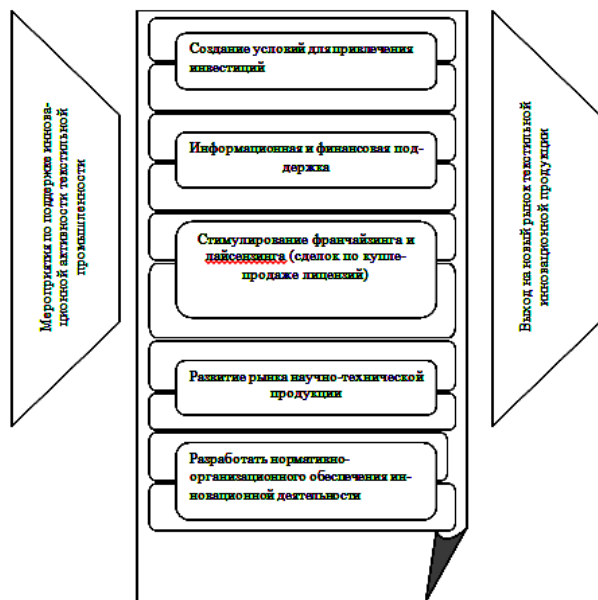 Мероприятия по поддержке иннова-
ционной активности текстильной
промышленности
Создание условий для привлечения
инвестиций
Информационная и финансовая под-
держка
Стимулирование франчайзинга и
лайсензинга (сделок по купле-
продаже лицензий)
Развитие рынка научно-технической
продукции
Разработать нормативно-
организационного обеспечения ин-
новационной деятельности
Выход на новый рынок текстильной
инновационной продукции